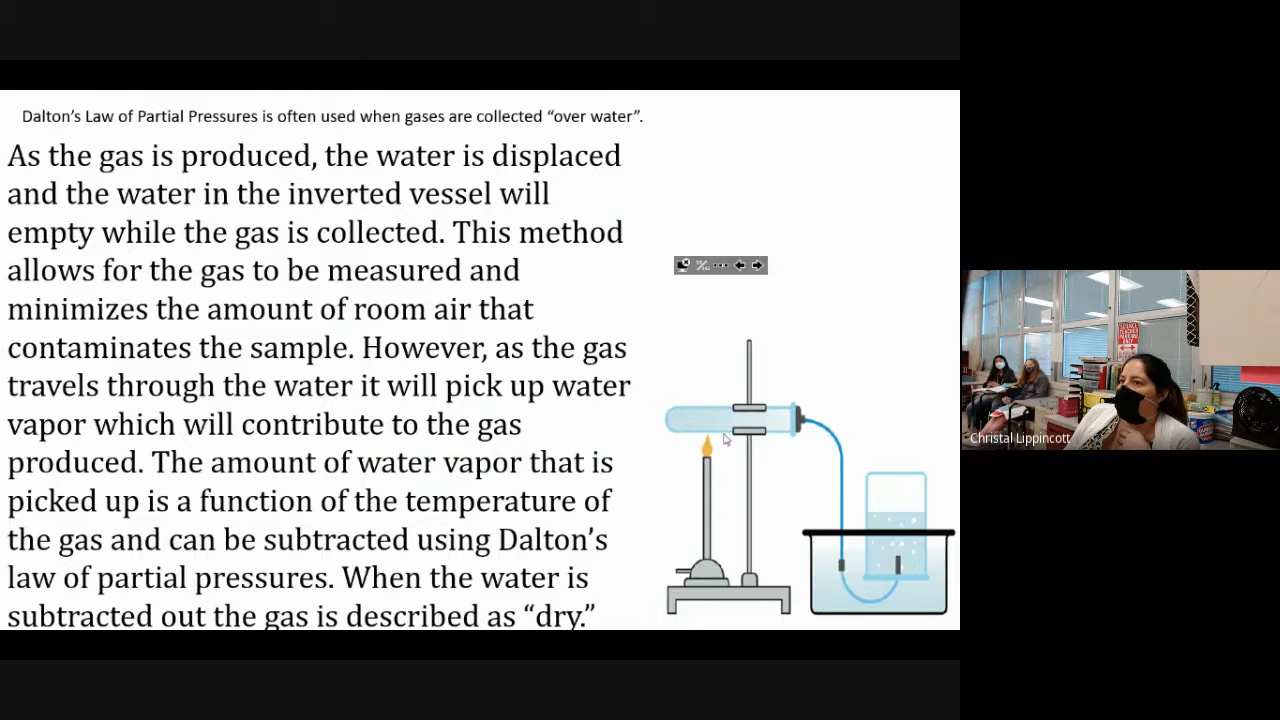 Dalton’s Law of Partial Pressures is often used when gases are collected “over water”.
As the gas is produced, the water is displaced
and the water in the inverted vessel will
empty while the gas is collected. This method
allows for the gas to be measured and
minimizes the amount of room air that
contaminates the sample. However, as the gas
travels through the water it will pick up water
vapor which will contribute to the gas
produced. The amount of water vapor that is
picked up is a function of the temperature of
the gas and can be subtracted using Dalton’s
law of partial pressures. When the water is
subtracted out the gas is described as “dry.”
SCIENCE
TEACHER
PARKING
ONLY
Christal Lippincott